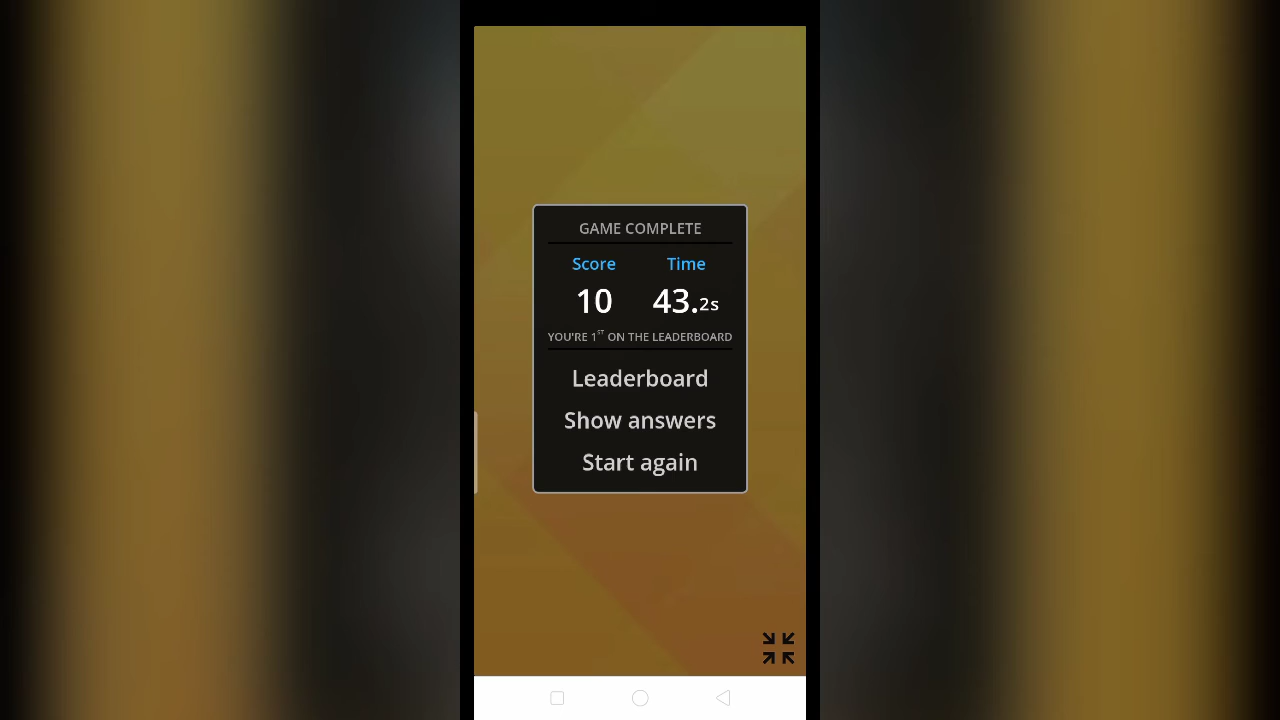 GAME COMPLETE
Score Time
10 43.2s
YOU'RE 1ST ON THE LEADERBOARD
Leaderboard
Show answers
Start again